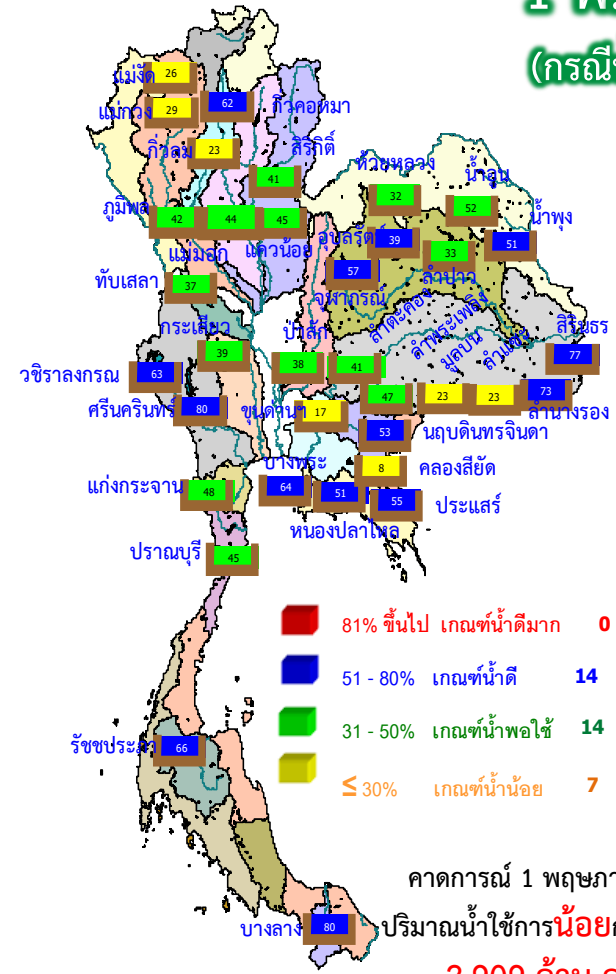 1 พ
(กรณี
แม่งัด 26
แม่กวง 29
62 กิ่วคอหมา
กิ่วลม 23
สิริกิติ์
41
ห้วยหลวง
32
น้ำอูน
52
น้ำพุง
51
ภูมิพล 42
44
45
แม่มอก
แควน้อย
อุบลรัตน์
39
33
ลำปาว
57
จุฬาภรณ์
ทับเสลา
37
ลำตะคอง
ลำพระเพลิง
มูลบน
ลำแชะ
สิรินธร
77
กระเสียว
39
ป่าสัก
38
41
วชิราลงกรณ 63
ศรีนครินทร์ 80
ขุนด่านฯ 17
47
23
23
73
ลำนางรอง
53
นฤบดินทรจินดา
8 คลองสียัด
บางพระ
64
51
55 ประแสร์
หนองปลาไหล
แก่งกระจาน
48
ปราณบุรี
45
81% ขึ้นไป เกณฑ์น้ำดีมาก 0
51 - 80% เกณฑ์น้ำดี 14
31 - 50% เกณฑ์น้ำพอใช้ 14
≤ 30% เกณฑ์น้ำน้อย 7
รัชชประภา 66
คาดการณ์ 1 พฤษภา
ปริมาณน้ำใช้การน้อยก
บางลาง 80